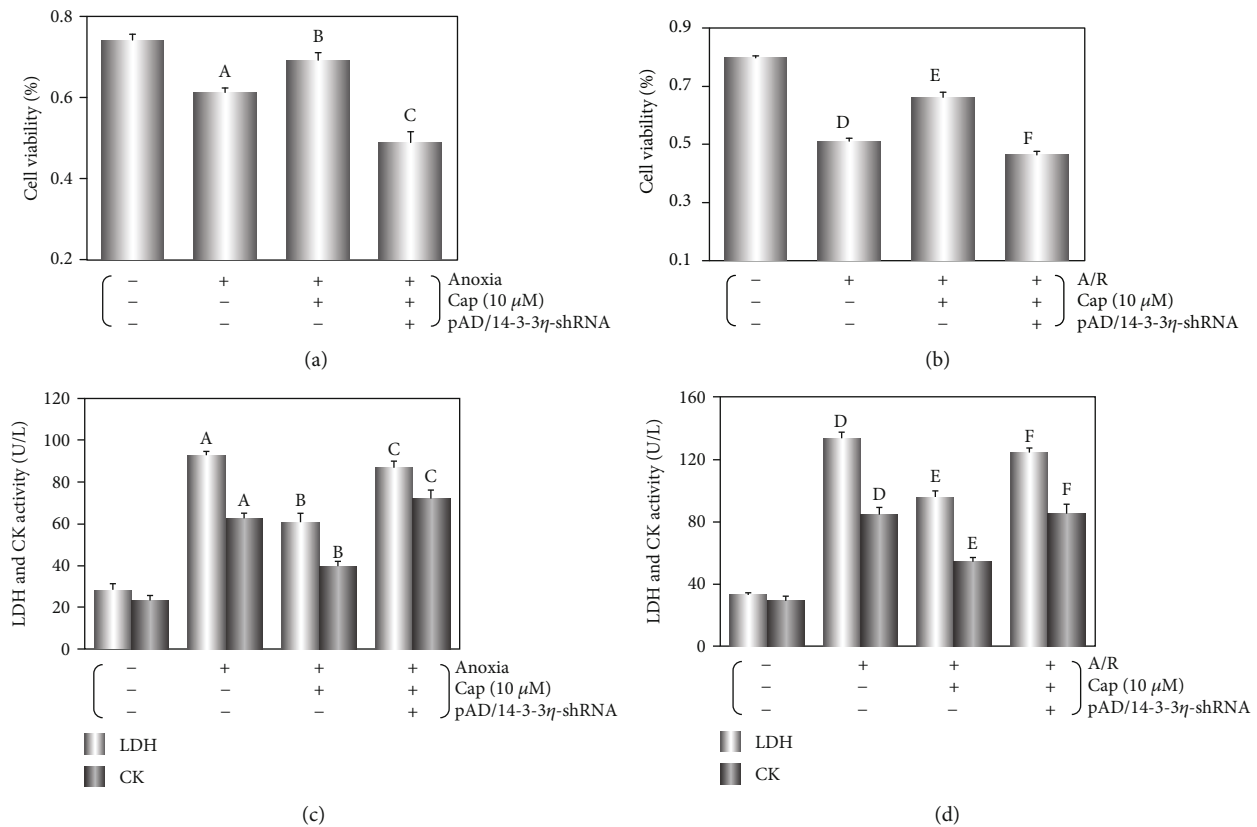 0.8
0.6
0.4
0.2
Cell viability (%)
A
B
C
− + + + Anoxia
− − + + Cap (10 μM)
− − − + pAD/14-3-3η-shRNA
(a)
0.9
0.7
0.5
0.3
0.1
Cell viability (%)
D
E
F
− + + + A/R
− − + + Cap (10 μM)
− − − + pAD/14-3-3η-shRNA
(b)
120
100
80
60
40
20
0
LDH and CK activity (U/L)
A
A
B
B
C
C
− + + + Anoxia
− − + + Cap (10 μM)
− − − + pAD/14-3-3η-shRNA
LDH
CK
(c)
160
120
80
40
0
LDH and CK activity (U/L)
D
D
E
E
F
F
− + + + A/R
− − + + Cap (10 μM)
− − − + pAD/14-3-3η-shRNA
LDH
CK
(d)